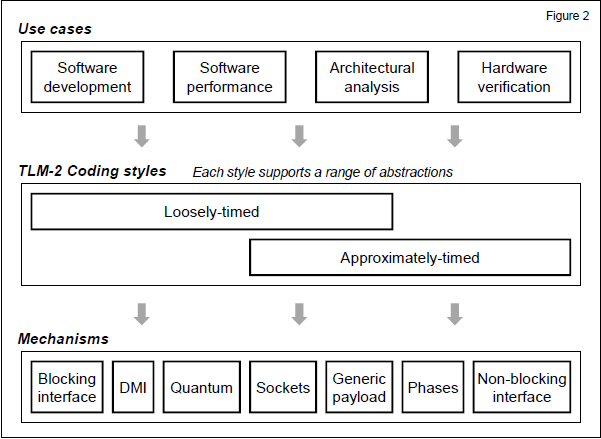 Figure 2
Use cases
Software development
Software performance
Architectural analysis
Hardware verification
TLM-2 Coding styles Each style supports a range of abstractions
Loosely-timed
Approximately-timed
Mechanisms
Blocking interface
DMI
Quantum
Sockets
Generic payload
Phases
Non-blocking interface